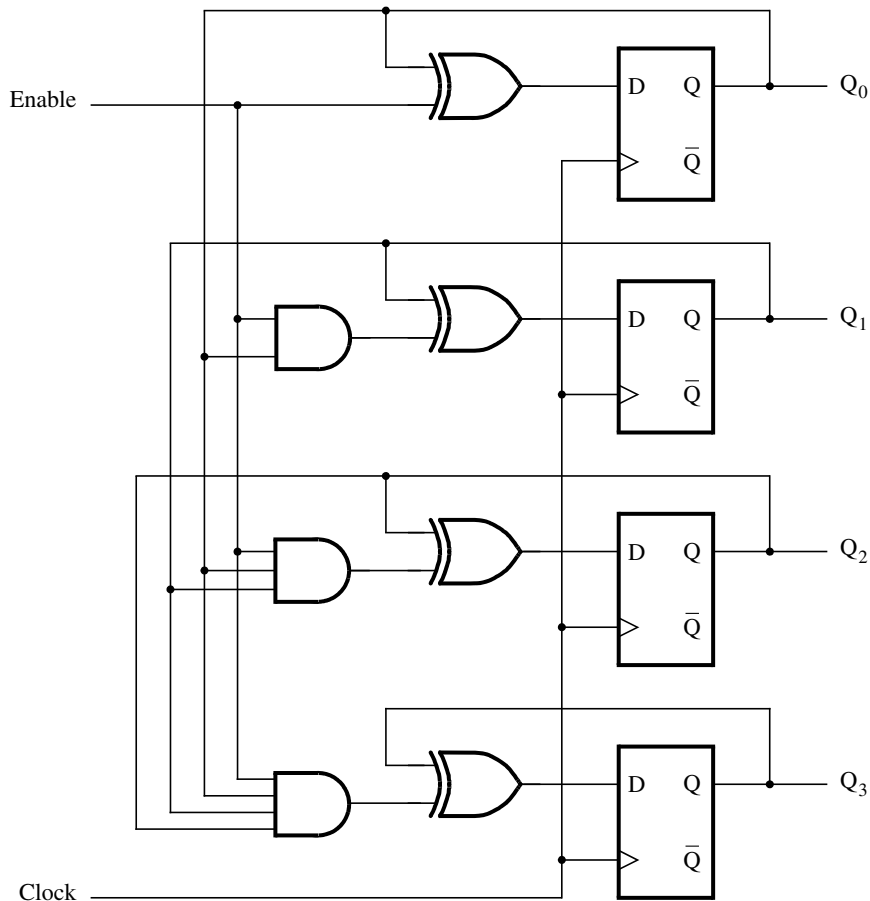 D Q Q₀
Enable
Q̅
D Q Q₁
Q̅
D Q Q₂
Q̅
D Q Q₃
Q̅
Clock